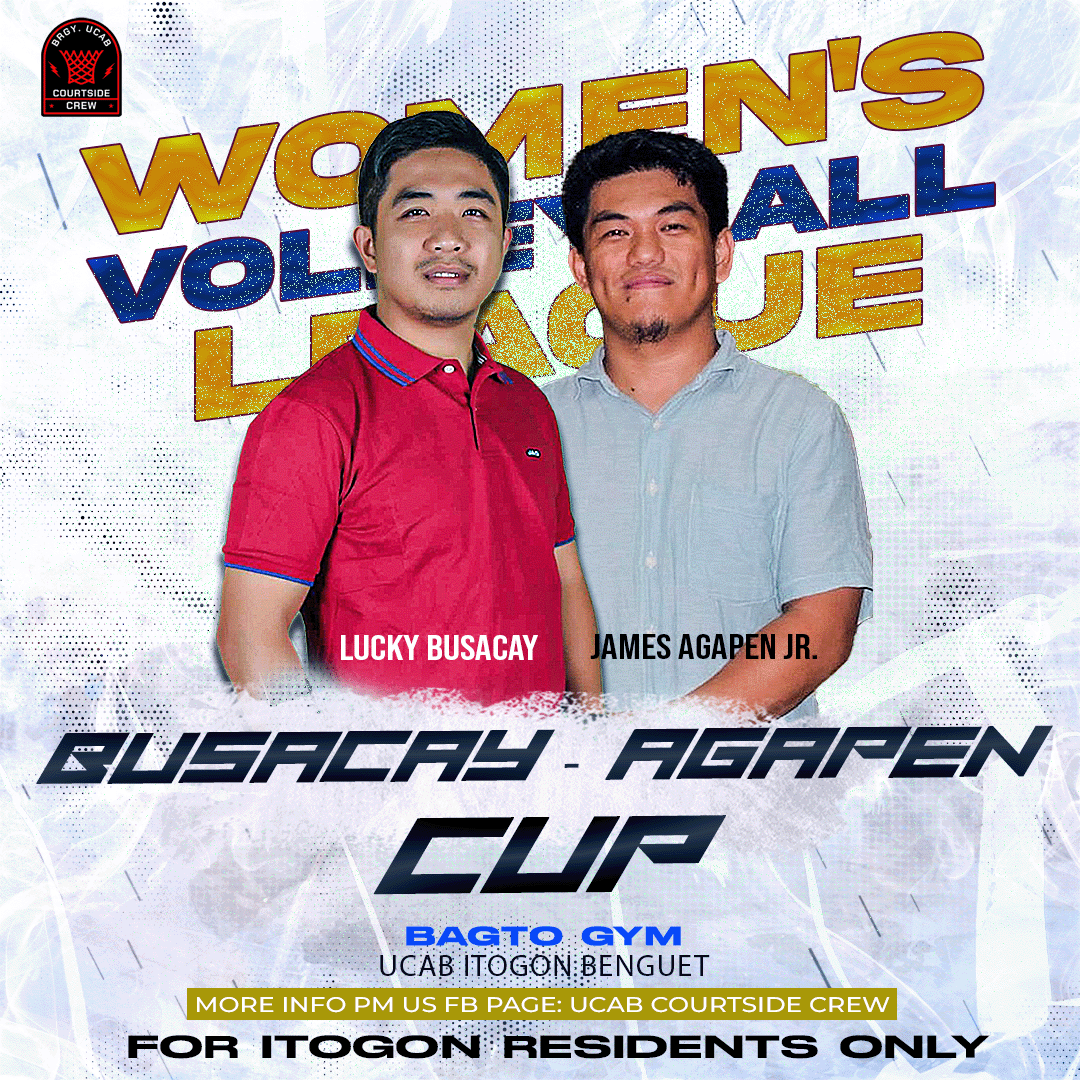 BRGY. UCAB
COURTSIDE
CREW
WOMEN'S
VOLLEYBALL
LEAGUE
LUCKY BUSACAY
JAMES AGAPEN JR.
BUSACAY - AGAPEN
CUP
BAGTO GYM
UCAB ITOGON BENGUET
MORE INFO PM US FB PAGE: UCAB COURTSIDE CREW
FOR ITOGON RESIDENTS ONLY